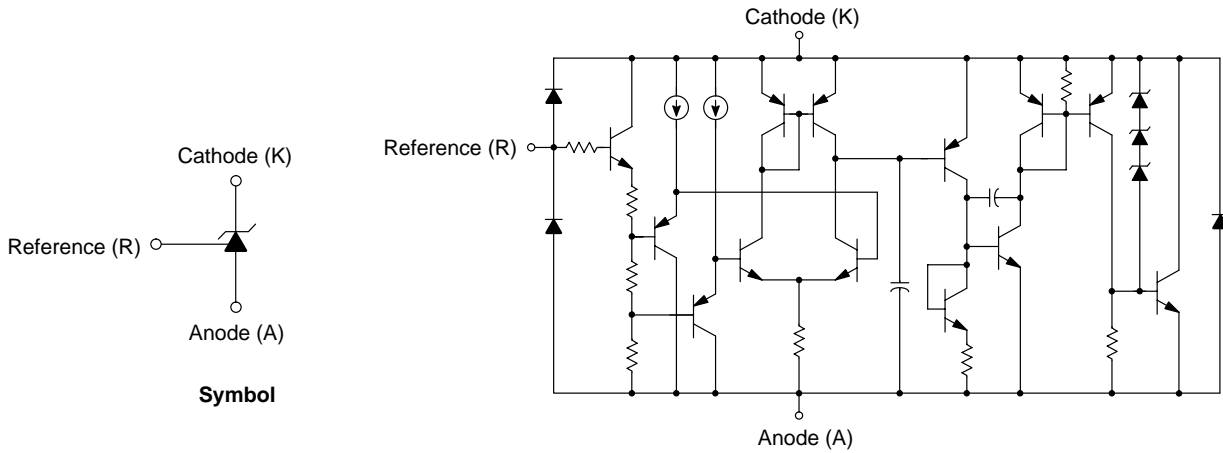 Cathode (K)
Reference (R)
Anode (A)
Symbol
Cathode (K)
Reference (R)
Anode (A)